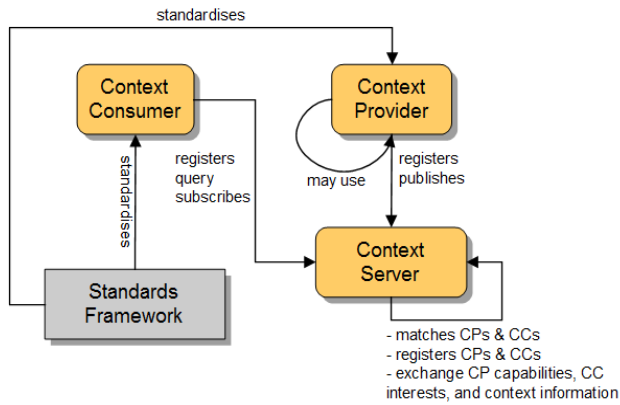 standardises
Context
Consumer
Context
Provider
standardises
registers
query
subscribes
may use
registers
publishes
Context
Server
Standards
Framework
- matches CPs & CCs
- registers CPs & CCs
- exchange CP capabilities, CC
interests, and context information